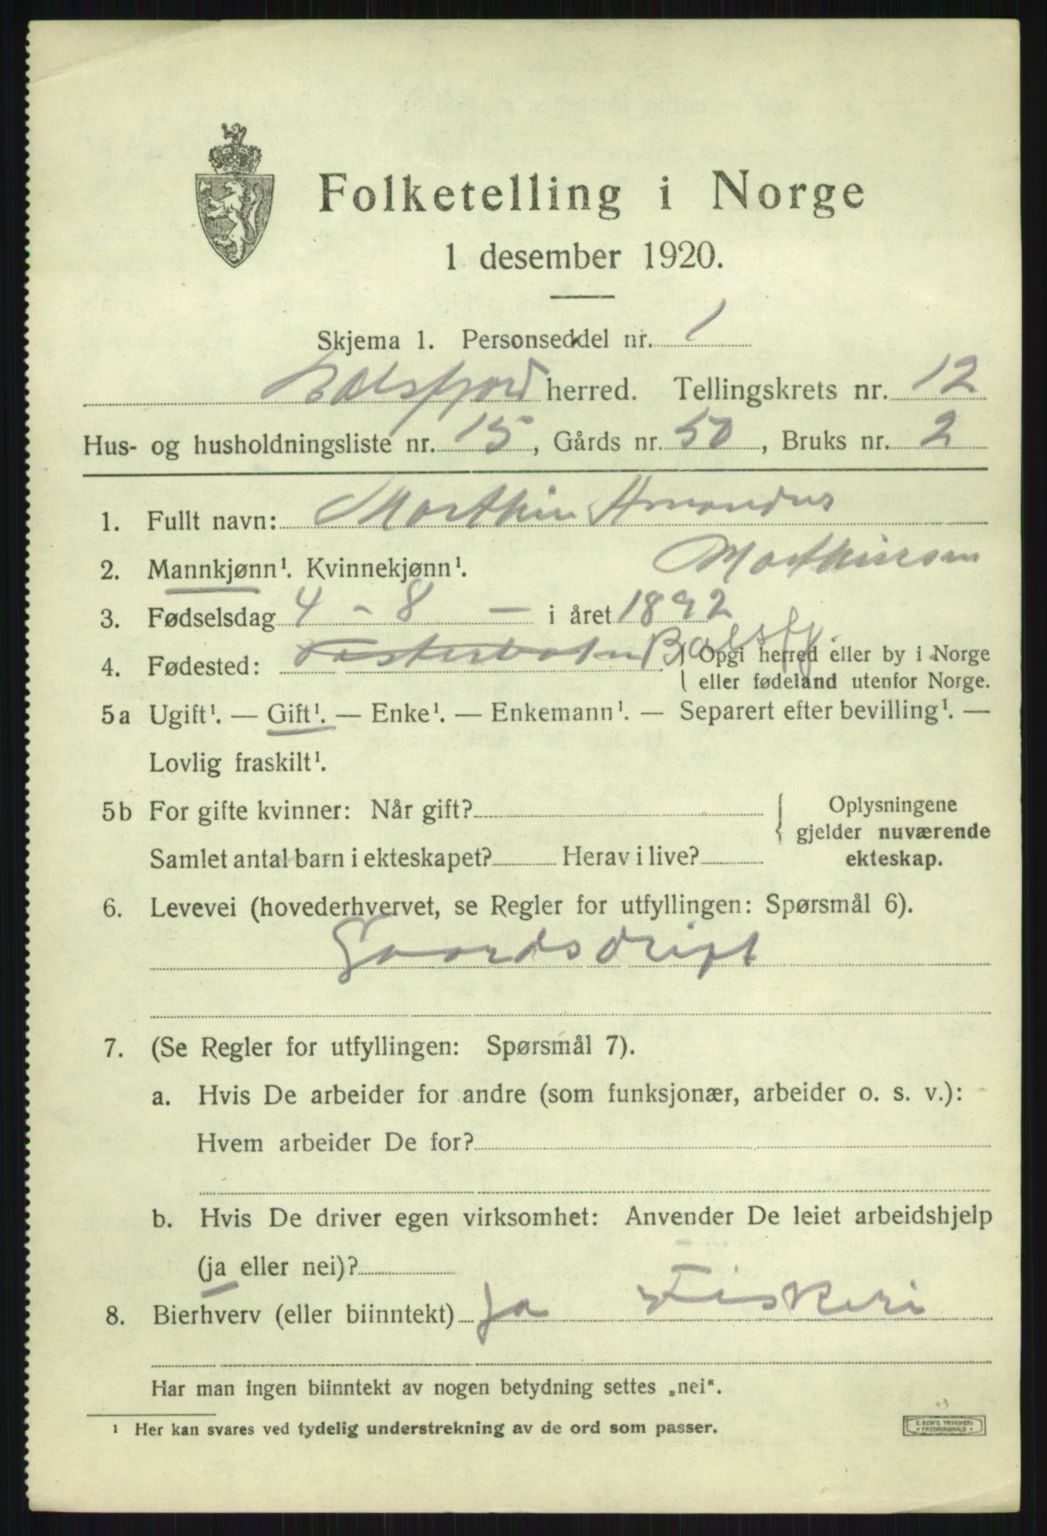 Folketelling i Norge
1 desember 1920.
Skjema 1. Personseddel nr. 1
Balsfjord herred. Tellingskrets nr. 12
Hus- og husholdningsliste nr. 15, Gårds nr. 50, Bruks nr. 2
1. Fullt navn: Marthin Amandus
Marthinsen
2. Mannkjønn¹. Kvinnekjønn¹.
3. Fødselsdag 4 - 8 - i året 1892
4. Fødested: Balsfj. { Opgi herred eller by i Norge
eller fødeland utenfor Norge.
5a Ugift¹. — Gift¹. — Enke¹. — Enkemann¹. — Separert efter bevilling¹. —
Lovlig fraskilt¹.
5b For gifte kvinner: Når gift? { Oplysningene
gjelder nuværende
Samlet antal barn i ekteskapet? Herav i live? ekteskap.
6. Levevei (hovederhvervet, se Regler for utfyllingen: Spørsmål 6).
Gaardsdrift
7. (Se Regler for utfyllingen: Spørsmål 7).
a. Hvis De arbeider for andre (som funksjonær, arbeider o. s. v.):
Hvem arbeider De for?
b. Hvis De driver egen virksomhet: Anvender De leiet arbeidshjelp
(ja eller nei)?
8. Bierhverv (eller biinntekt) Ja Fiskeri
Har man ingen biinntekt av nogen betydning settes „nei".
¹ Her kan svares ved tydelig understrekning av de ord som passer.
E. SEM'S TRYKKERI
• FREDRIKSHALD •